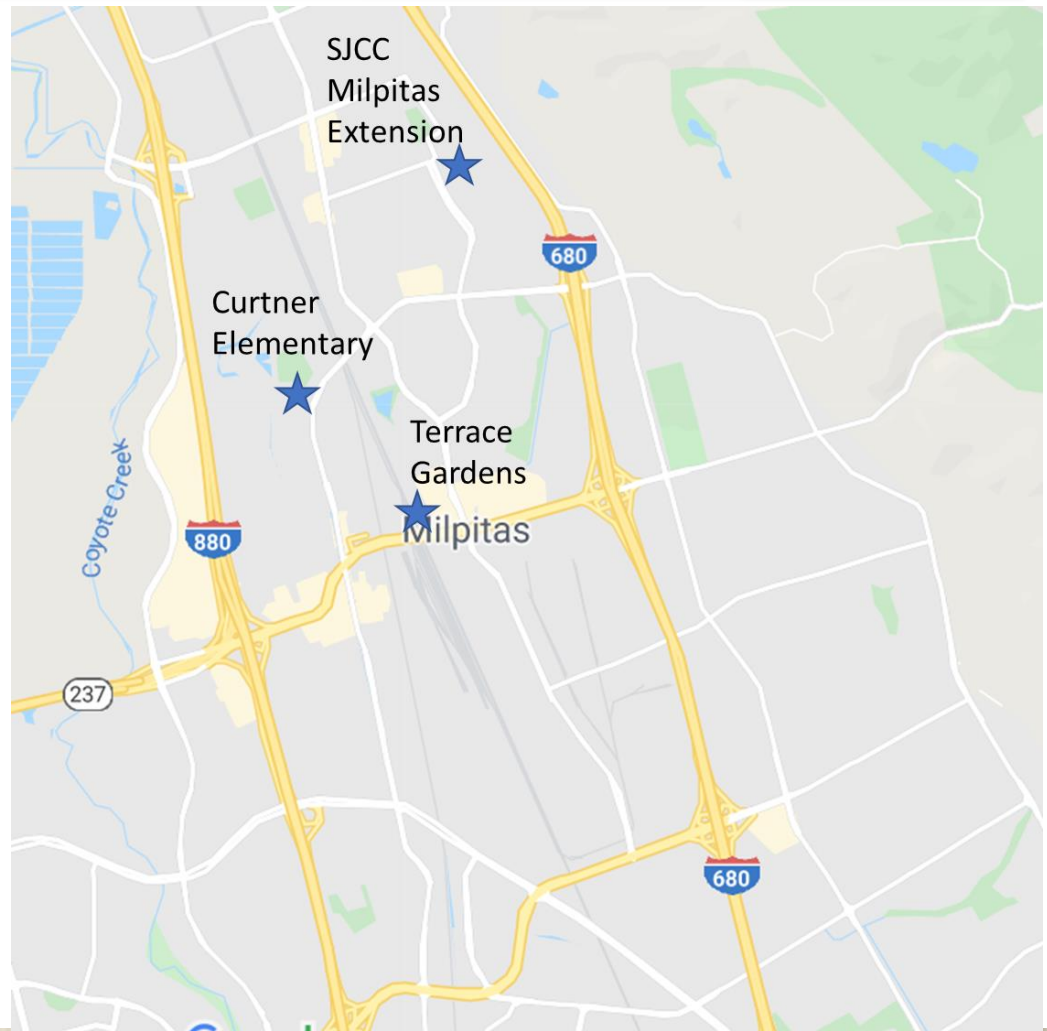 SJCC
Milpitas
Extension
680
Curtner
Elementary
Terrace
Gardens
Milpitas
Coyote Creek
880
237
680